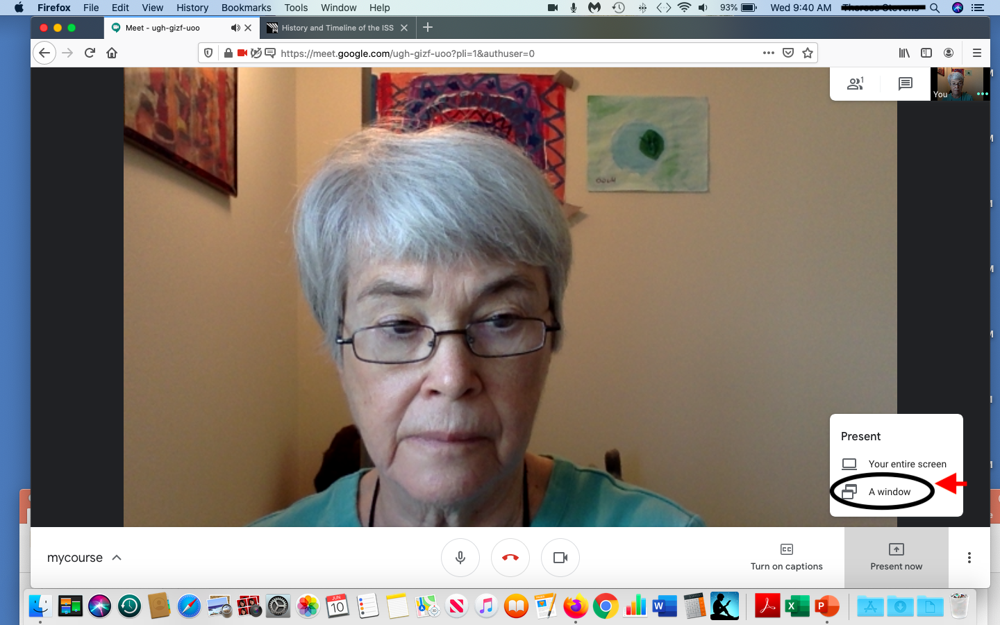 Firefox File Edit View History Bookmarks Tools Window Help 93% Wed 9:40 AM
Meet - ugh-gizf-uoo History and Timeline of the ISS
https://meet.google.com/ugh-gizf-uoo?pli=1&authuser=0
1
You
Present
Your entire screen
A window
mycourse
CC
Turn on captions
Present now
JUN
10
W
X
P